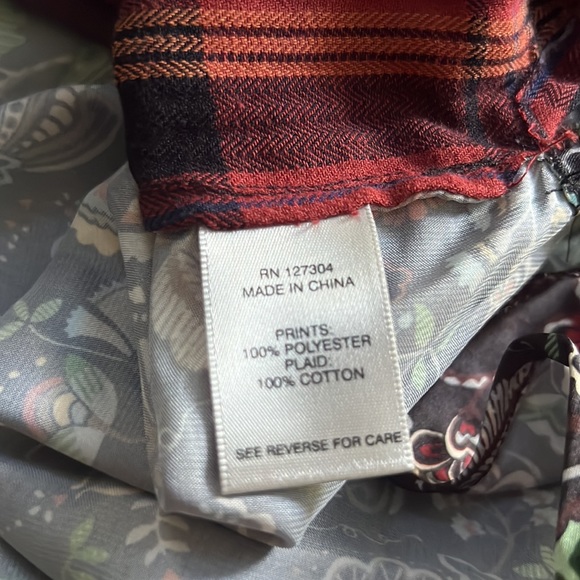 RN 127304
MADE IN CHINA
PRINTS:
100% POLYESTER
PLAID:
100% COTTON
SEE REVERSE FOR CARE